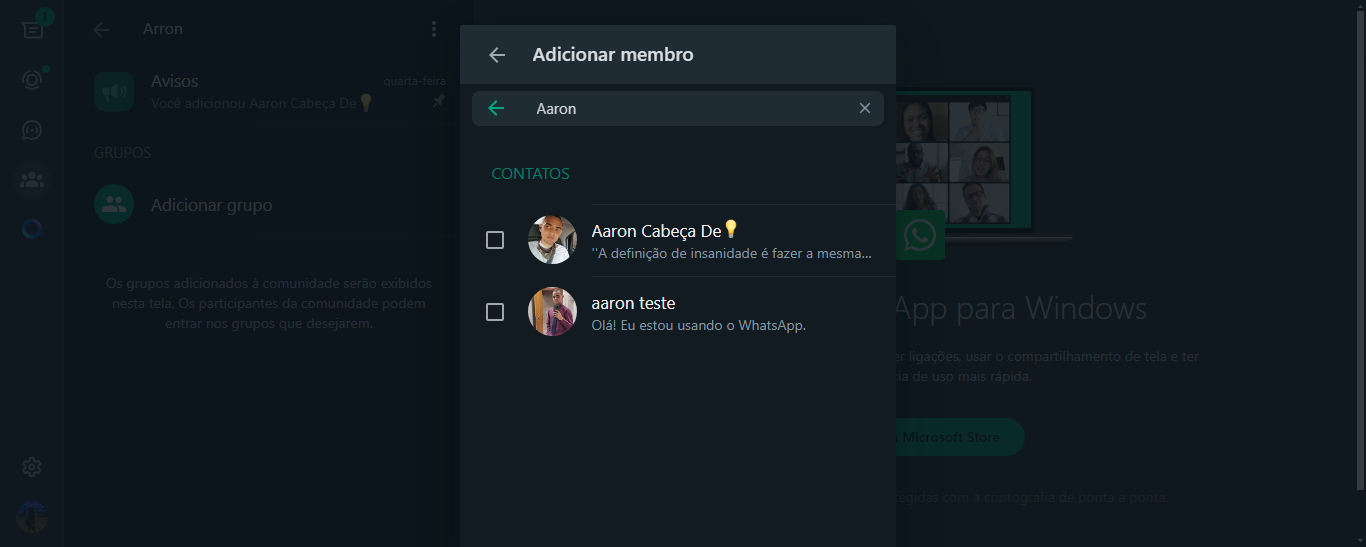 1
Arron
Avisos
quarta-feira
Você adicionou Aaron Cabeça De💡
GRUPOS
Adicionar grupo
Os grupos adicionados à comunidade serão exibidos
nesta tela. Os participantes da comunidade podem
entrar nos grupos que desejarem.
Adicionar membro
Aaron
CONTATOS
Aaron Cabeça De💡
"A definição de insanidade é fazer a mesma...
aaron teste
Olá! Eu estou usando o WhatsApp.
App para Windows
er ligações, usar o compartilhamento de tela e ter
cia de uso mais rápida.
Microsoft Store
egidas com a criptografia de ponta a ponta.